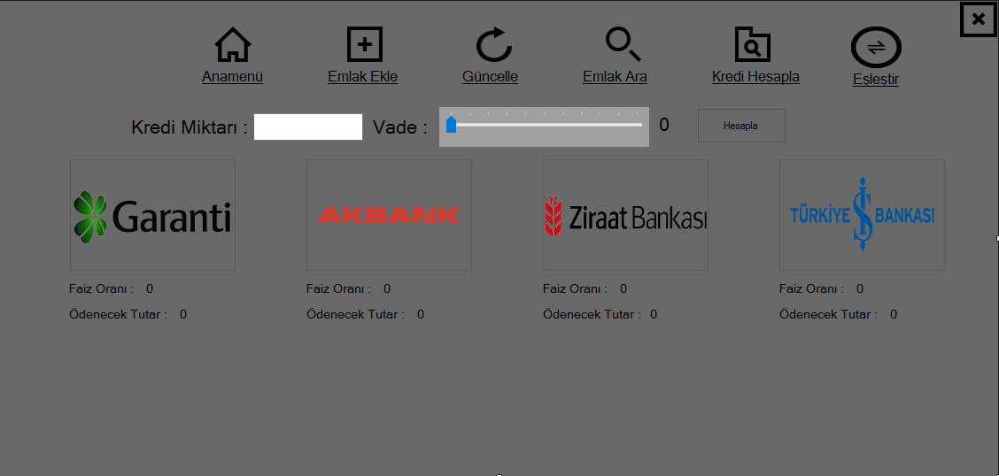 Anamenü
Emlak Ekle
Güncelle
Emlak Ara
Kredi Hesapla
Eşleştir
Kredi Miktarı :
Vade :
0
Hesapla
Garanti
AKBANK
Ziraat Bankası
TÜRKİYE İŞ BANKASI
Faiz Oranı : 0
Faiz Oranı : 0
Faiz Oranı : 0
Faiz Oranı : 0
Ödenecek Tutar : 0
Ödenecek Tutar : 0
Ödenecek Tutar : 0
Ödenecek Tutar : 0